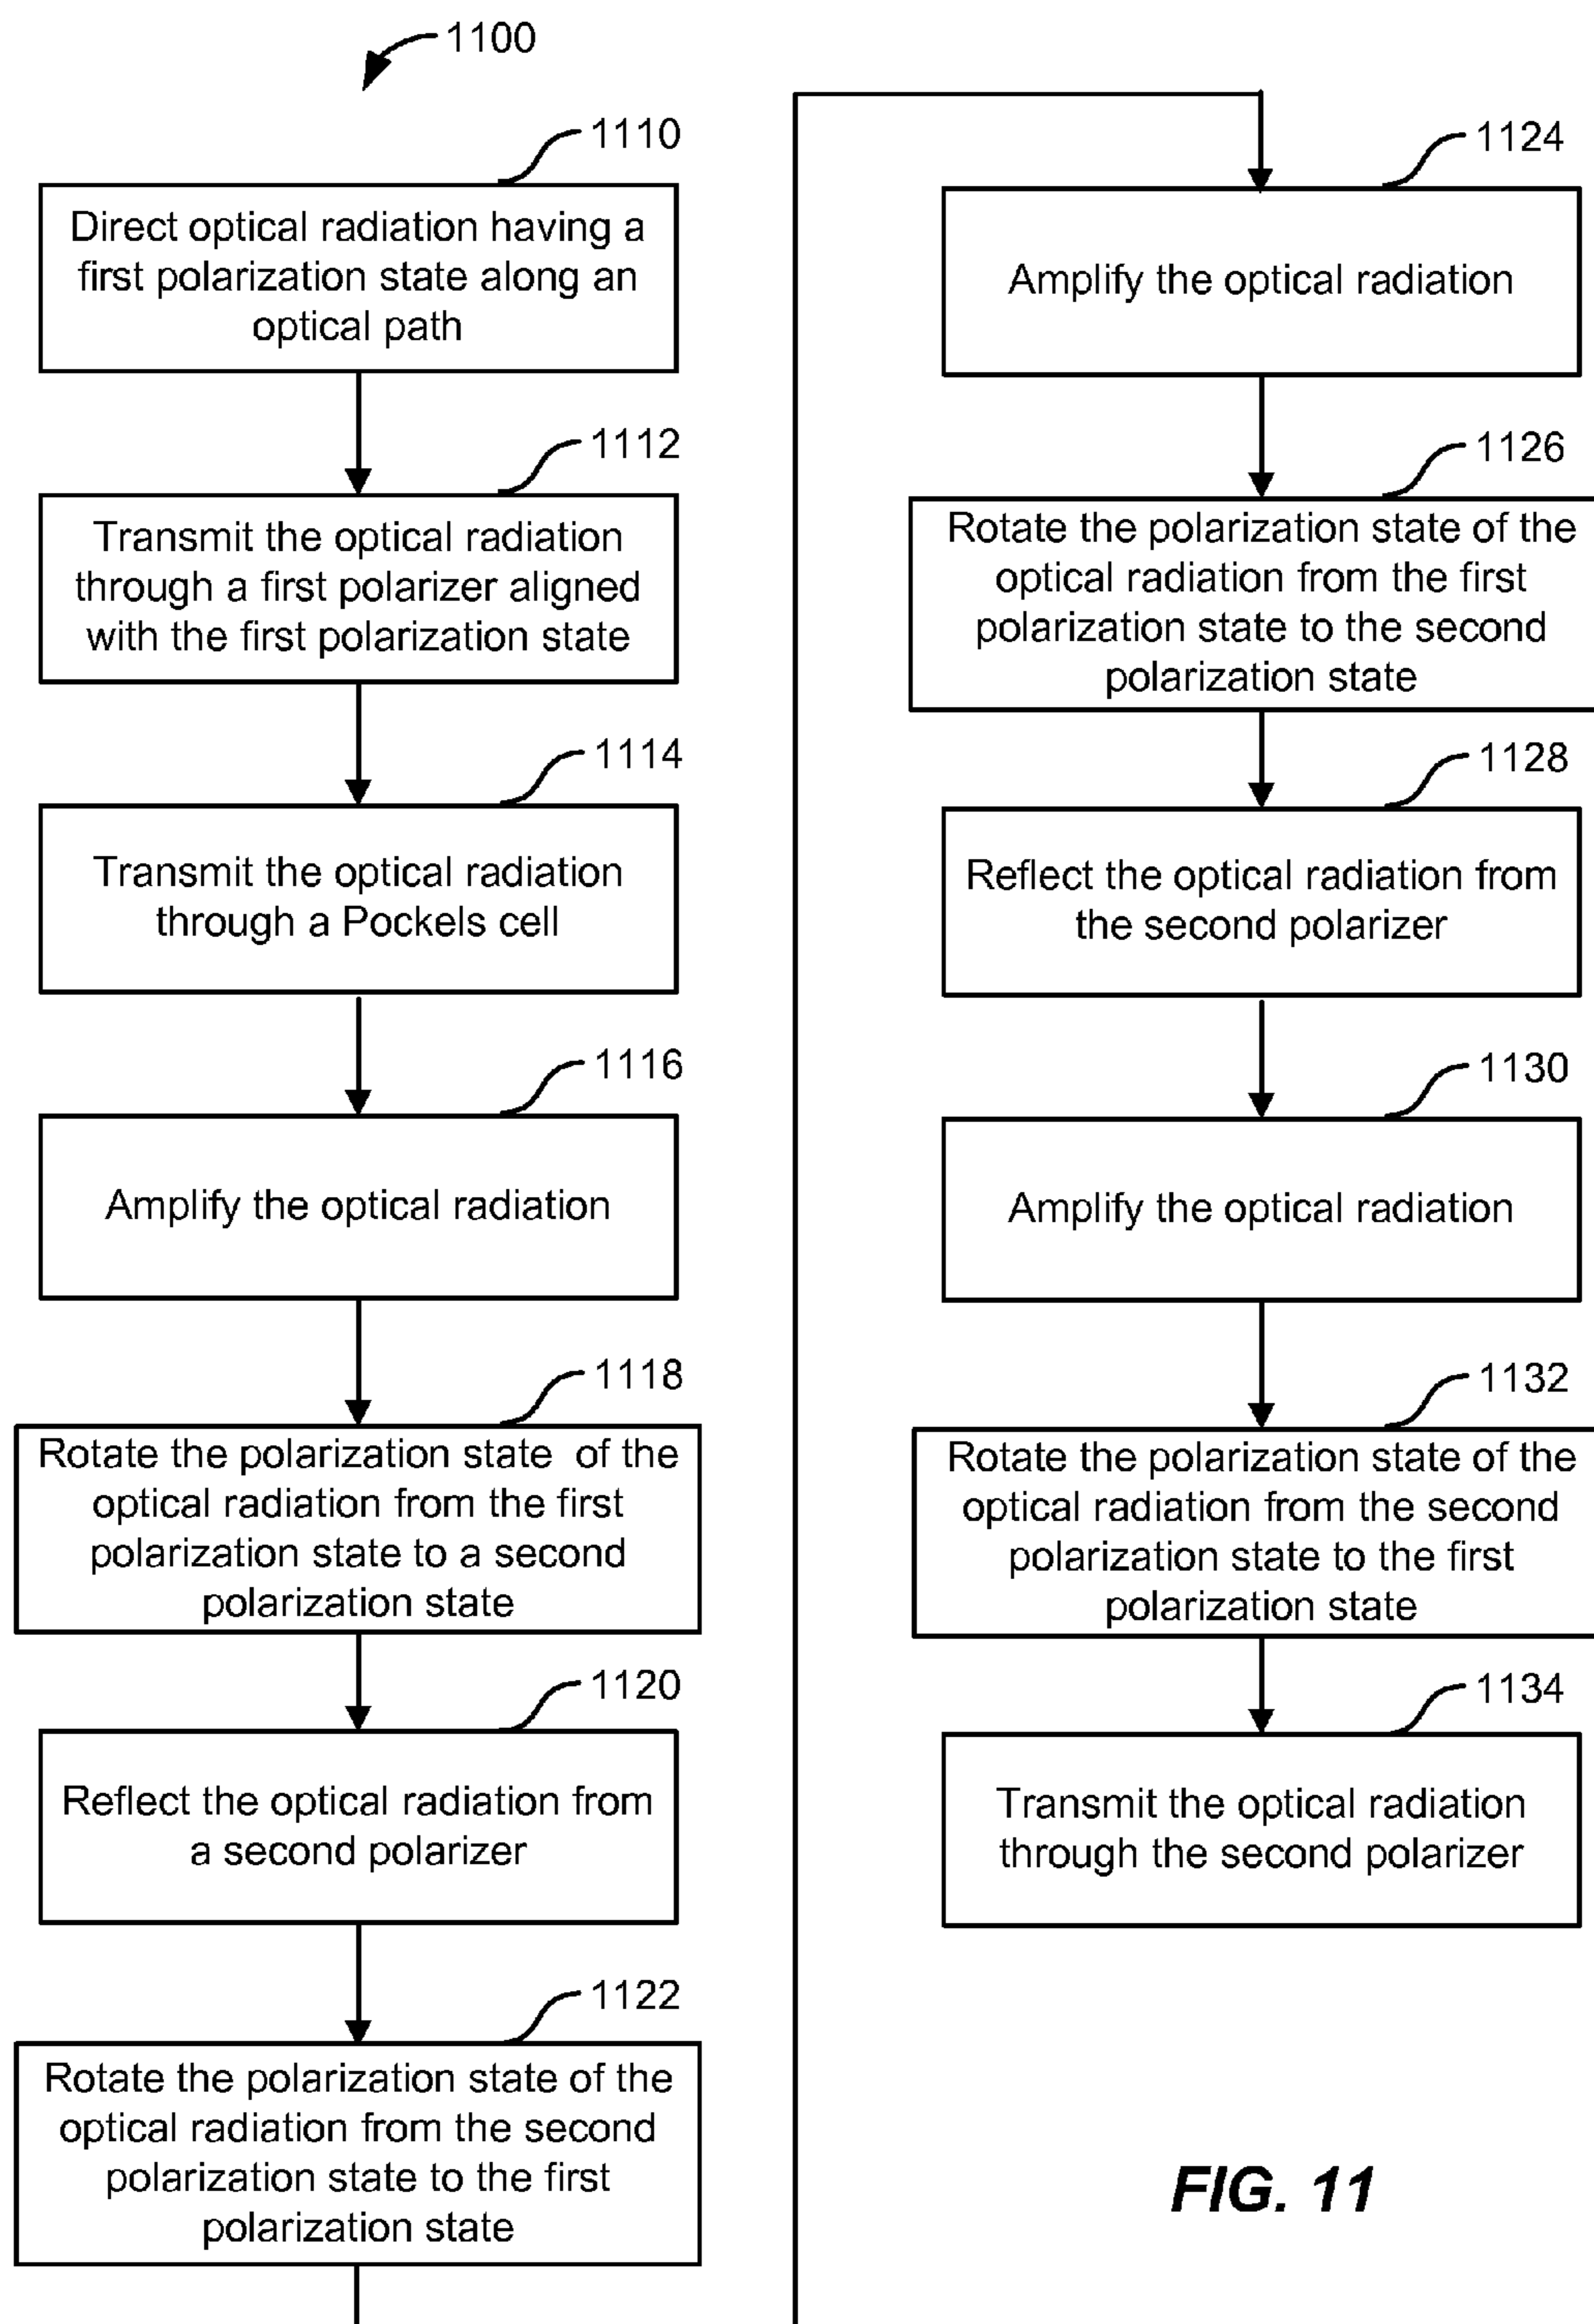 1100
1110
Direct optical radiation having a
first polarization state along an
optical path
1112
Transmit the optical radiation
through a first polarizer aligned
with the first polarization state
1114
Transmit the optical radiation
through a Pockels cell
1116
Amplify the optical radiation
1118
Rotate the polarization state of the
optical radiation from the first
polarization state to a second
polarization state
1120
Reflect the optical radiation from
a second polarizer
1122
Rotate the polarization state of the
optical radiation from the second
polarization state to the first
polarization state
1124
Amplify the optical radiation
1126
Rotate the polarization state of the
optical radiation from the first
polarization state to the second
polarization state
1128
Reflect the optical radiation from
the second polarizer
1130
Amplify the optical radiation
1132
Rotate the polarization state of the
optical radiation from the second
polarization state to the first
polarization state
1134
Transmit the optical radiation
through the second polarizer
FIG. 11